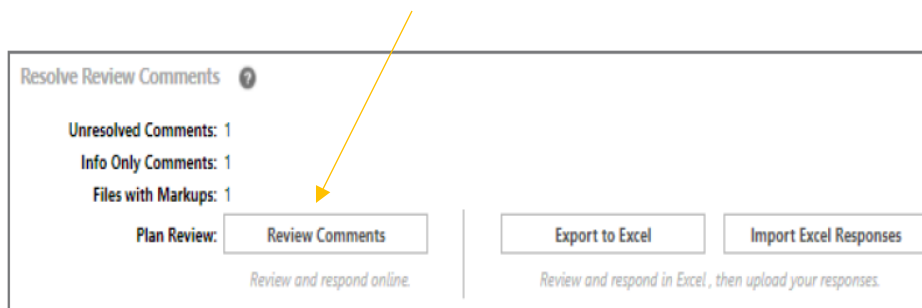 Resolve Review Comments ?
Unresolved Comments: 1
Info Only Comments: 1
Files with Markups: 1
Plan Review: Review Comments Export to Excel Import Excel Responses
Review and respond online. Review and respond in Excel , then upload your responses.